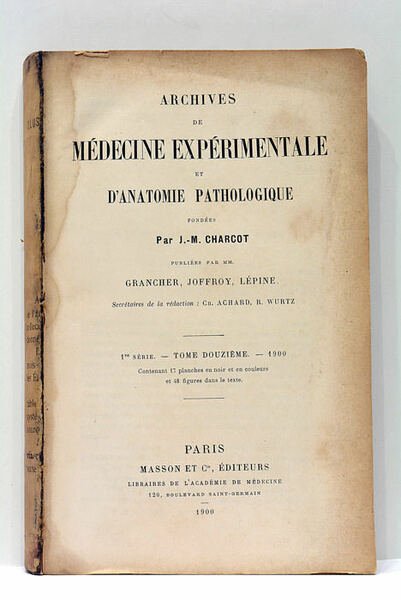 ARCHIVES
DE
MÉDECINE EXPÉRIMENTALE
ET
D'ANATOMIE PATHOLOGIQUE
FONDÉES
Par J.-M. CHARCOT
PUBLIÉES PAR MM.
GRANCHER, JOFFROY, LÉPINE.
Secrétaires de la rédaction : CH. ACHARD, R. WURTZ
1re SÉRIE. — TOME DOUZIÈME. — 1900
Contenant 17 planches en noir et en couleurs
et 48 figures dans le texte.
PARIS
MASSON ET Cie, ÉDITEURS
LIBRAIRES DE L'ACADÉMIE DE MÉDECINE
120, BOULEVARD SAINT-GERMAIN
1900